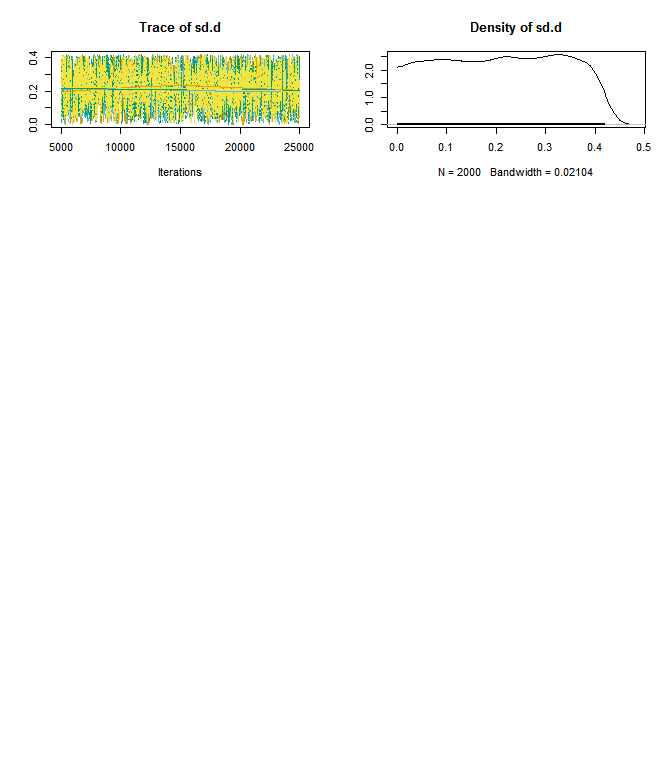 Trace of sd.d
0.0 0.2 0.4
5000 10000 15000 20000 25000
Iterations
Density of sd.d
0.0 1.0 2.0
0.0 0.1 0.2 0.3 0.4 0.5
N = 2000 Bandwidth = 0.02104